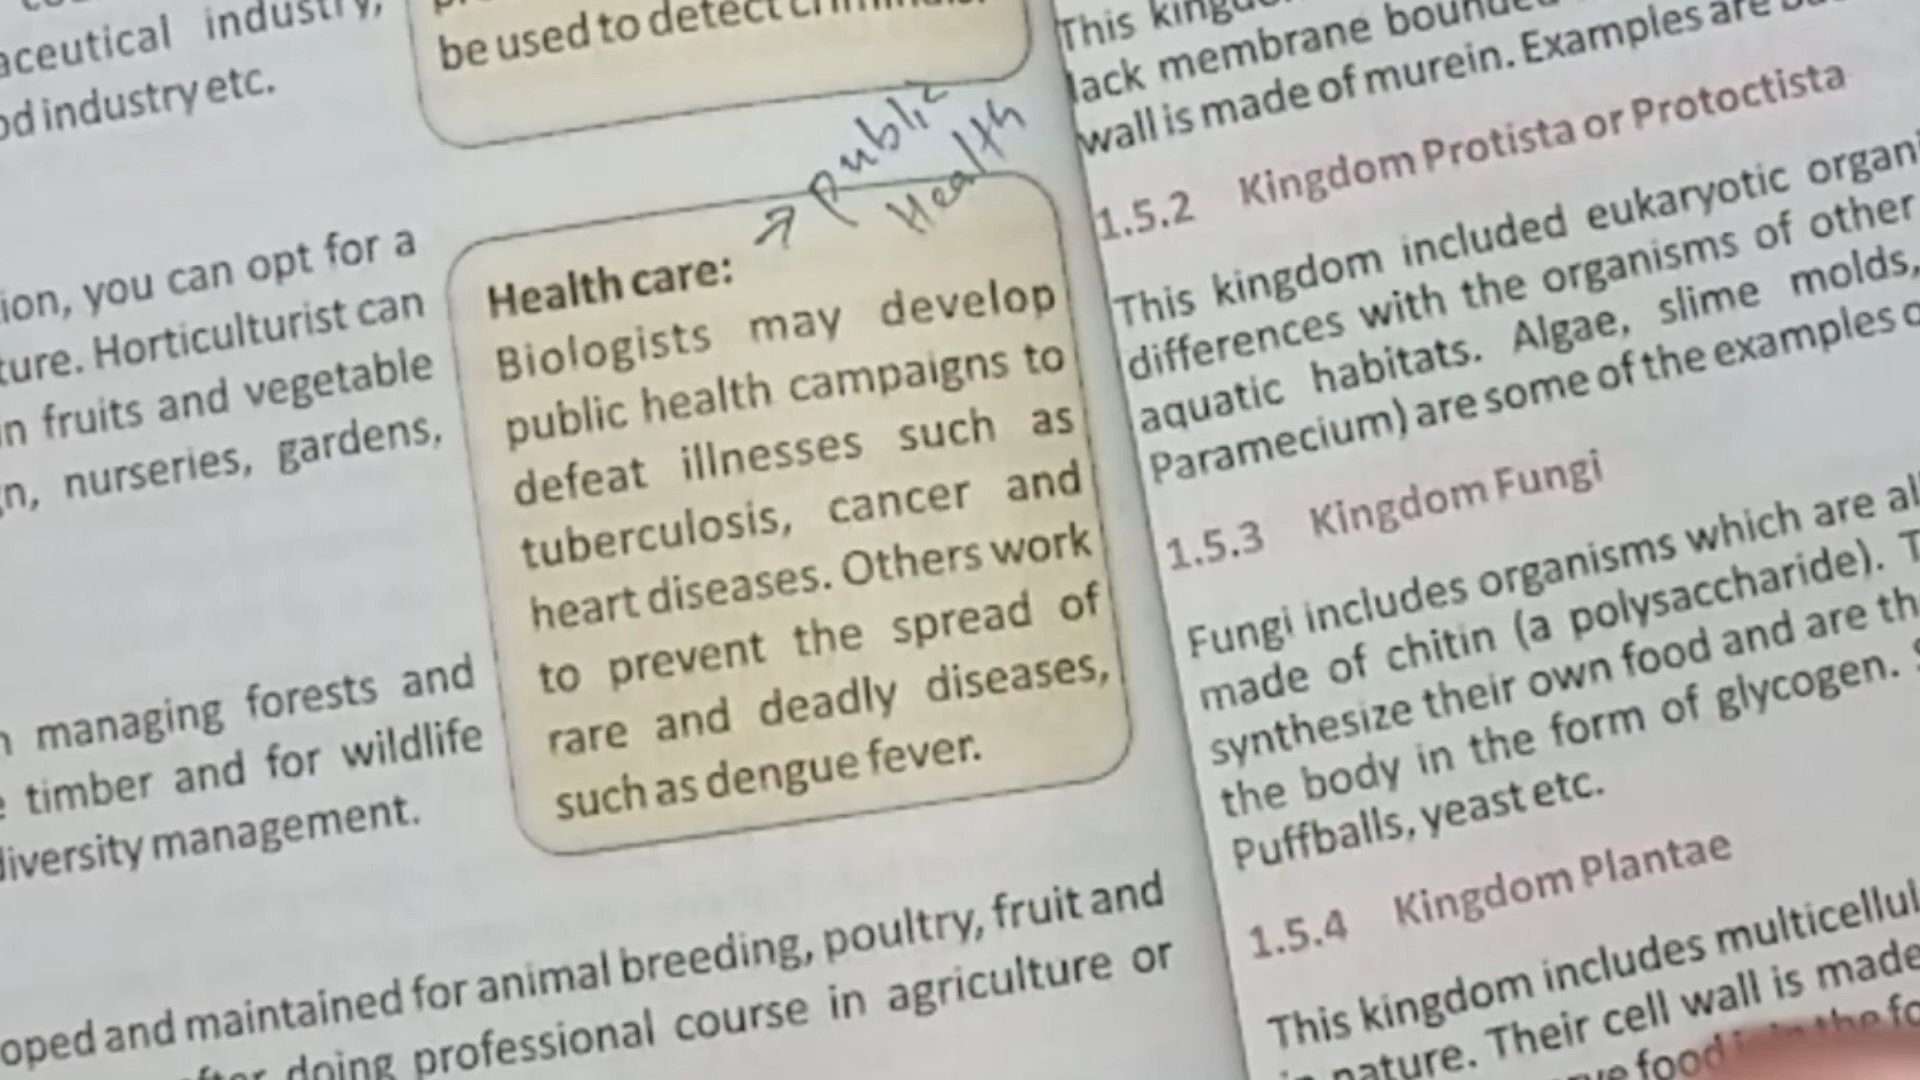 aceutical industry,
od industry etc.
be used to detect
public
Health
ion, you can opt for a
ture. Horticulturist can
in fruits and vegetable
n, nurseries, gardens,
managing forests and
timber and for wildlife
diversity management.
Health care:
Biologists may develop
public health campaigns to
defeat illnesses such as
tuberculosis, cancer and
heart diseases. Others work
to prevent the spread of
rare and deadly diseases,
such as dengue fever.
oped and maintained for animal breeding, poultry, fruit and
doing professional course in agriculture or
This
lack membrane
wall is made of murein. Examples are
1.5.2 Kingdom Protista or Protoctista
This kingdom included eukaryotic organi
differences with the organisms of other
aquatic habitats. Algae, slime molds,
Paramecium) are some of the examples o
1.5.3 Kingdom Fungi
Fungi includes organisms which are al
made of chitin (a polysaccharide).
synthesize their own food and are th
the body in the form of glycogen.
Puffballs, yeast etc.
1.5.4 Kingdom Plantae
This kingdom includes multicellul
nature. Their cell wall is made
food